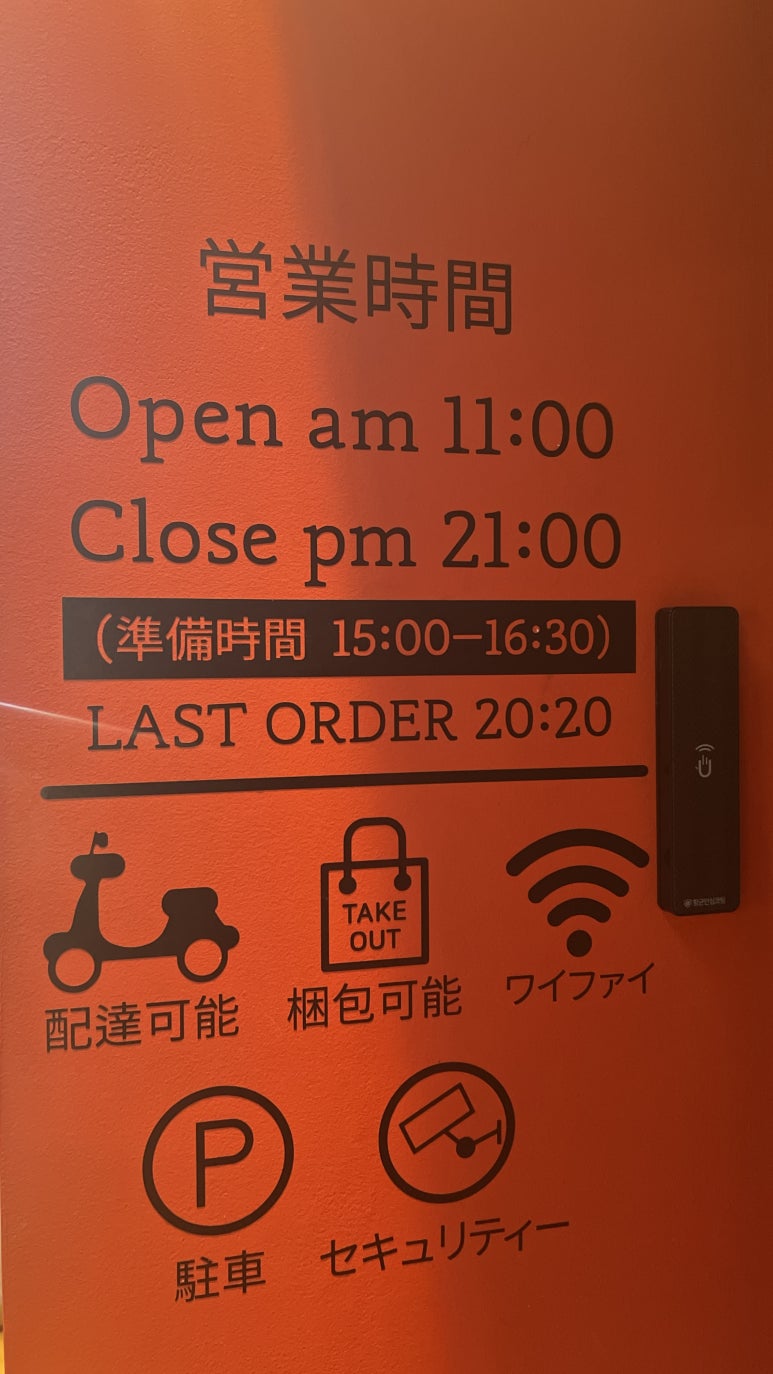 営業時間
Open am 11:00
Close pm 21:00
(準備時間 15:00−16:30)
LAST ORDER 20:20
TAKE
OUT
配達可能
梱包可能
ワイファイ
P
駐車
セキュリティー